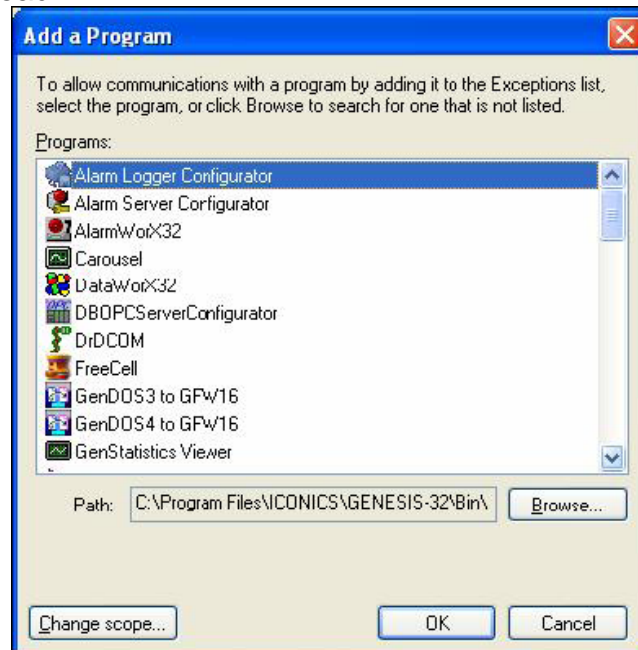 Add a Program
To allow communications with a program by adding it to the Exceptions list,
select the program, or click Browse to search for one that is not listed.
Programs:
Alarm Logger Configurator
Alarm Server Configurator
AlarmWorX32
Carousel
DataWorX32
DBOPCServerConfigurator
DrDCOM
FreeCell
GenDOS3 to GFW16
GenDOS4 to GFW16
GenStatistics Viewer
Path: C:\Program Files\ICONICS\GENESIS-32\Bin\ Browse...
Change scope... OK Cancel